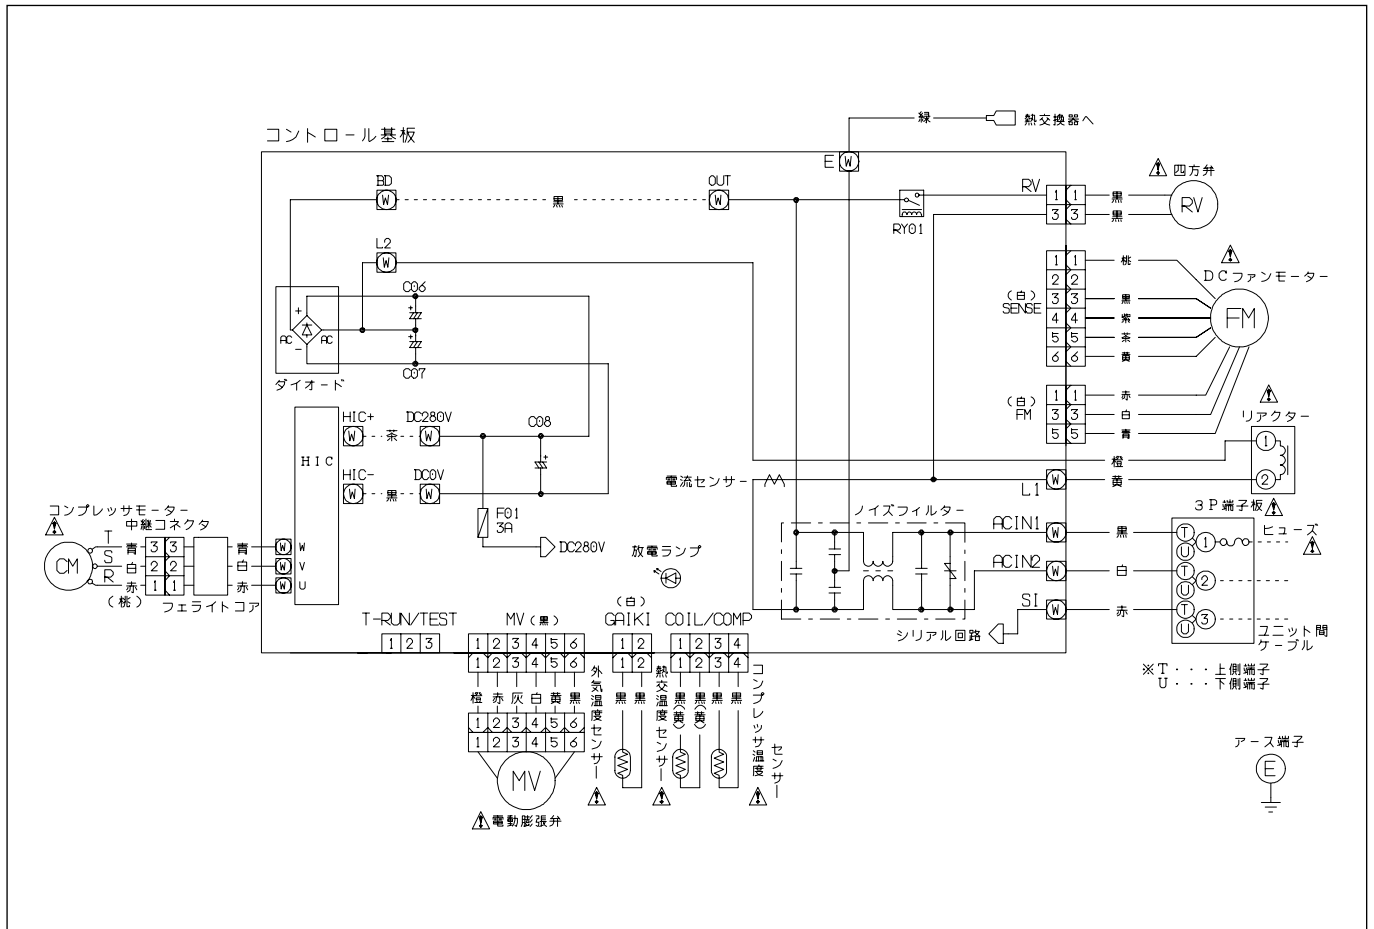 緑
熱交換器へ
コントロール基板
E W
BD
W
黒
OUT
W
RY01
RV
1 1 黒
3 3 黒
四方弁
RV
L2
W
C06
C07
+
AC AC
-
ダイオード
(白)
SENSE
1 1 桃
2 2
3 3 黒
4 4 紫
5 5 茶
6 6 黄
DCファンモーター
FM
(白)
FM
1 1 赤
3 3 白
5 5 青
リアクター
1
2
橙
黄
L1
W
HIC
HIC+
W
茶
DC280V
W
C08
HIC-
W
黒
DC0V
W
F01
3A
DC280V
電流センサー
ノイズフィルター
放電ランプ
ACIN1
W
黒
ACIN2
W
白
SI
W
赤
シリアル回路
3P端子板
ヒューズ
T
U
1
T
U
2
T
U
3
ユニット間
ケーブル
※T・・・上側端子
U・・・下側端子
アース端子
E
コンプレッサモーター
中継コネクタ
CM
T 青 3 3 青 W W
S 白 2 2 白 W V
R 赤 1 1 赤 W U
(桃)
フェライトコア
T-RUN/TEST
1 2 3
MV(黒)
1 2 3 4 5 6
1 2 3 4 5 6
橙 赤 灰 白 黄 黒
1 2 3 4 5 6
1 2 3 4 5 6
MV
電動膨張弁
外気温度センサー
(白)
GAIKI
1 2
1 2
黒 黒
熱交温度センサー
COIL/COMP
1 2 3 4
1 2 3 4
黒(黄) 黒(黄) 黒 黒
コンプレッサ温度
センサー